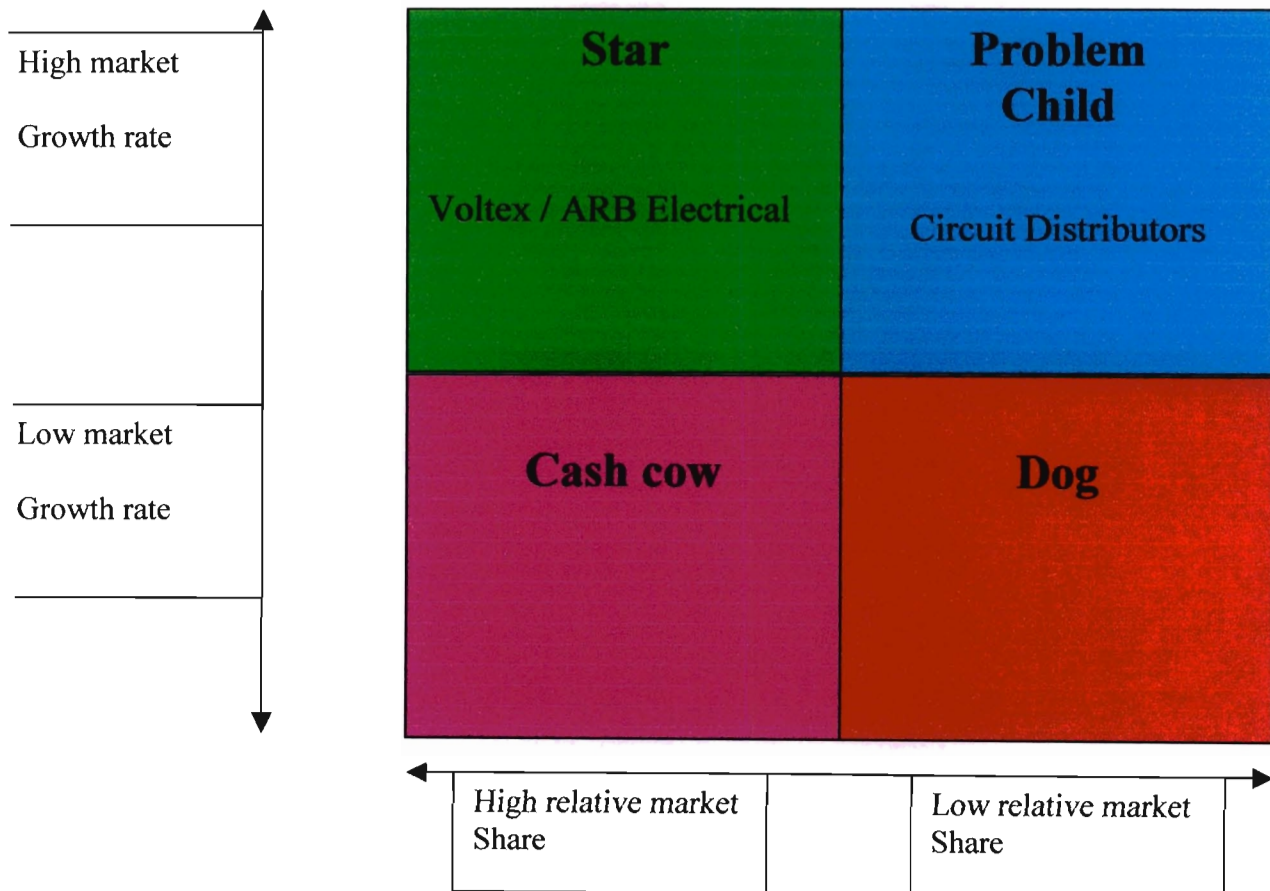 High market
Growth rate
Low market
Growth rate
Star
Voltex / ARB Electrical
Problem
Child
Circuit Distributors
Cash cow
Dog
High relative market
Share
Low relative market
Share